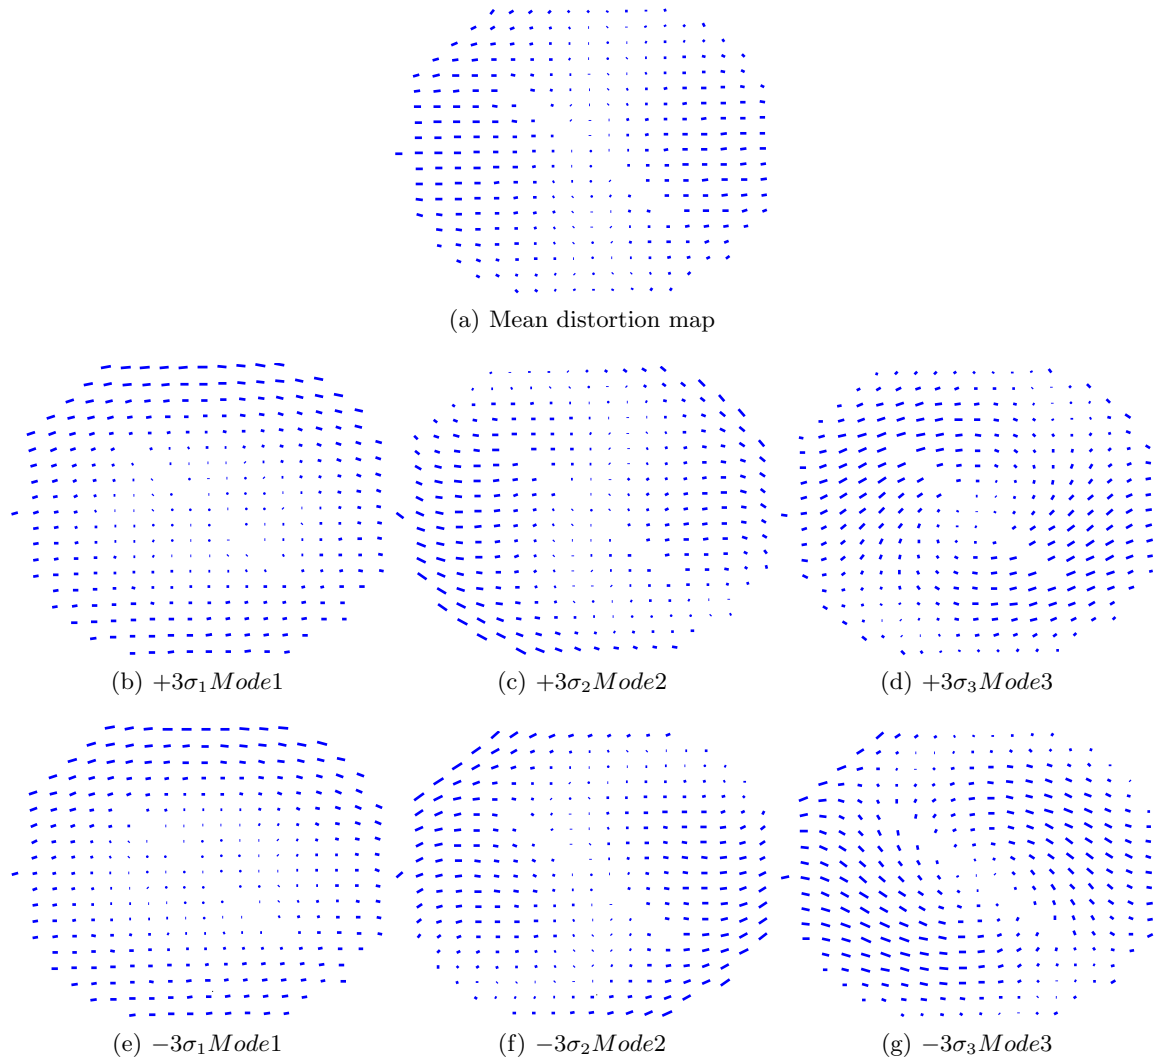 (a) Mean distortion map
(b) +3σ₁Mode1
(c) +3σ₂Mode2
(d) +3σ₃Mode3
(e) −3σ₁Mode1
(f) −3σ₂Mode2
(g) −3σ₃Mode3